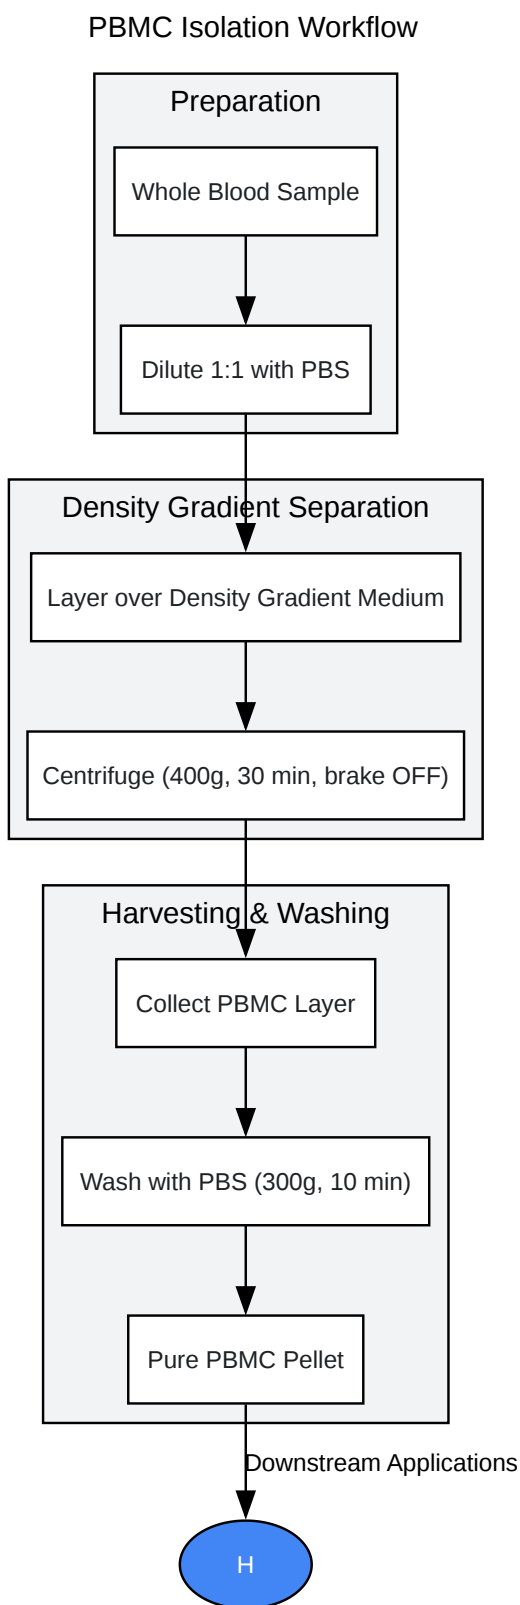 PBMC Isolation Workflow
Preparation
Whole Blood Sample
Dilute 1:1 with PBS
Density Gradient Separation
Layer over Density Gradient Medium
Centrifuge (400g, 30 min, brake OFF)
Harvesting & Washing
Collect PBMC Layer
Wash with PBS (300g, 10 min)
Pure PBMC Pellet
Downstream Applications
H